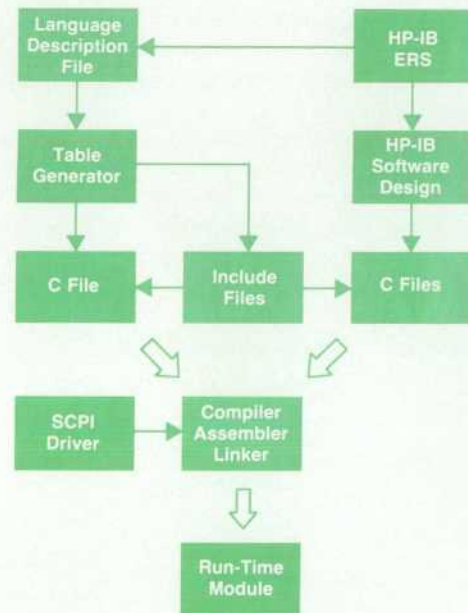 Language
Description
File
HP-IB
ERS
Table
Generator
HP-IB
Software
Design
C File
Include
Files
C Files
SCPI
Driver
Compiler
Assembler
Linker
Run-Time
Module